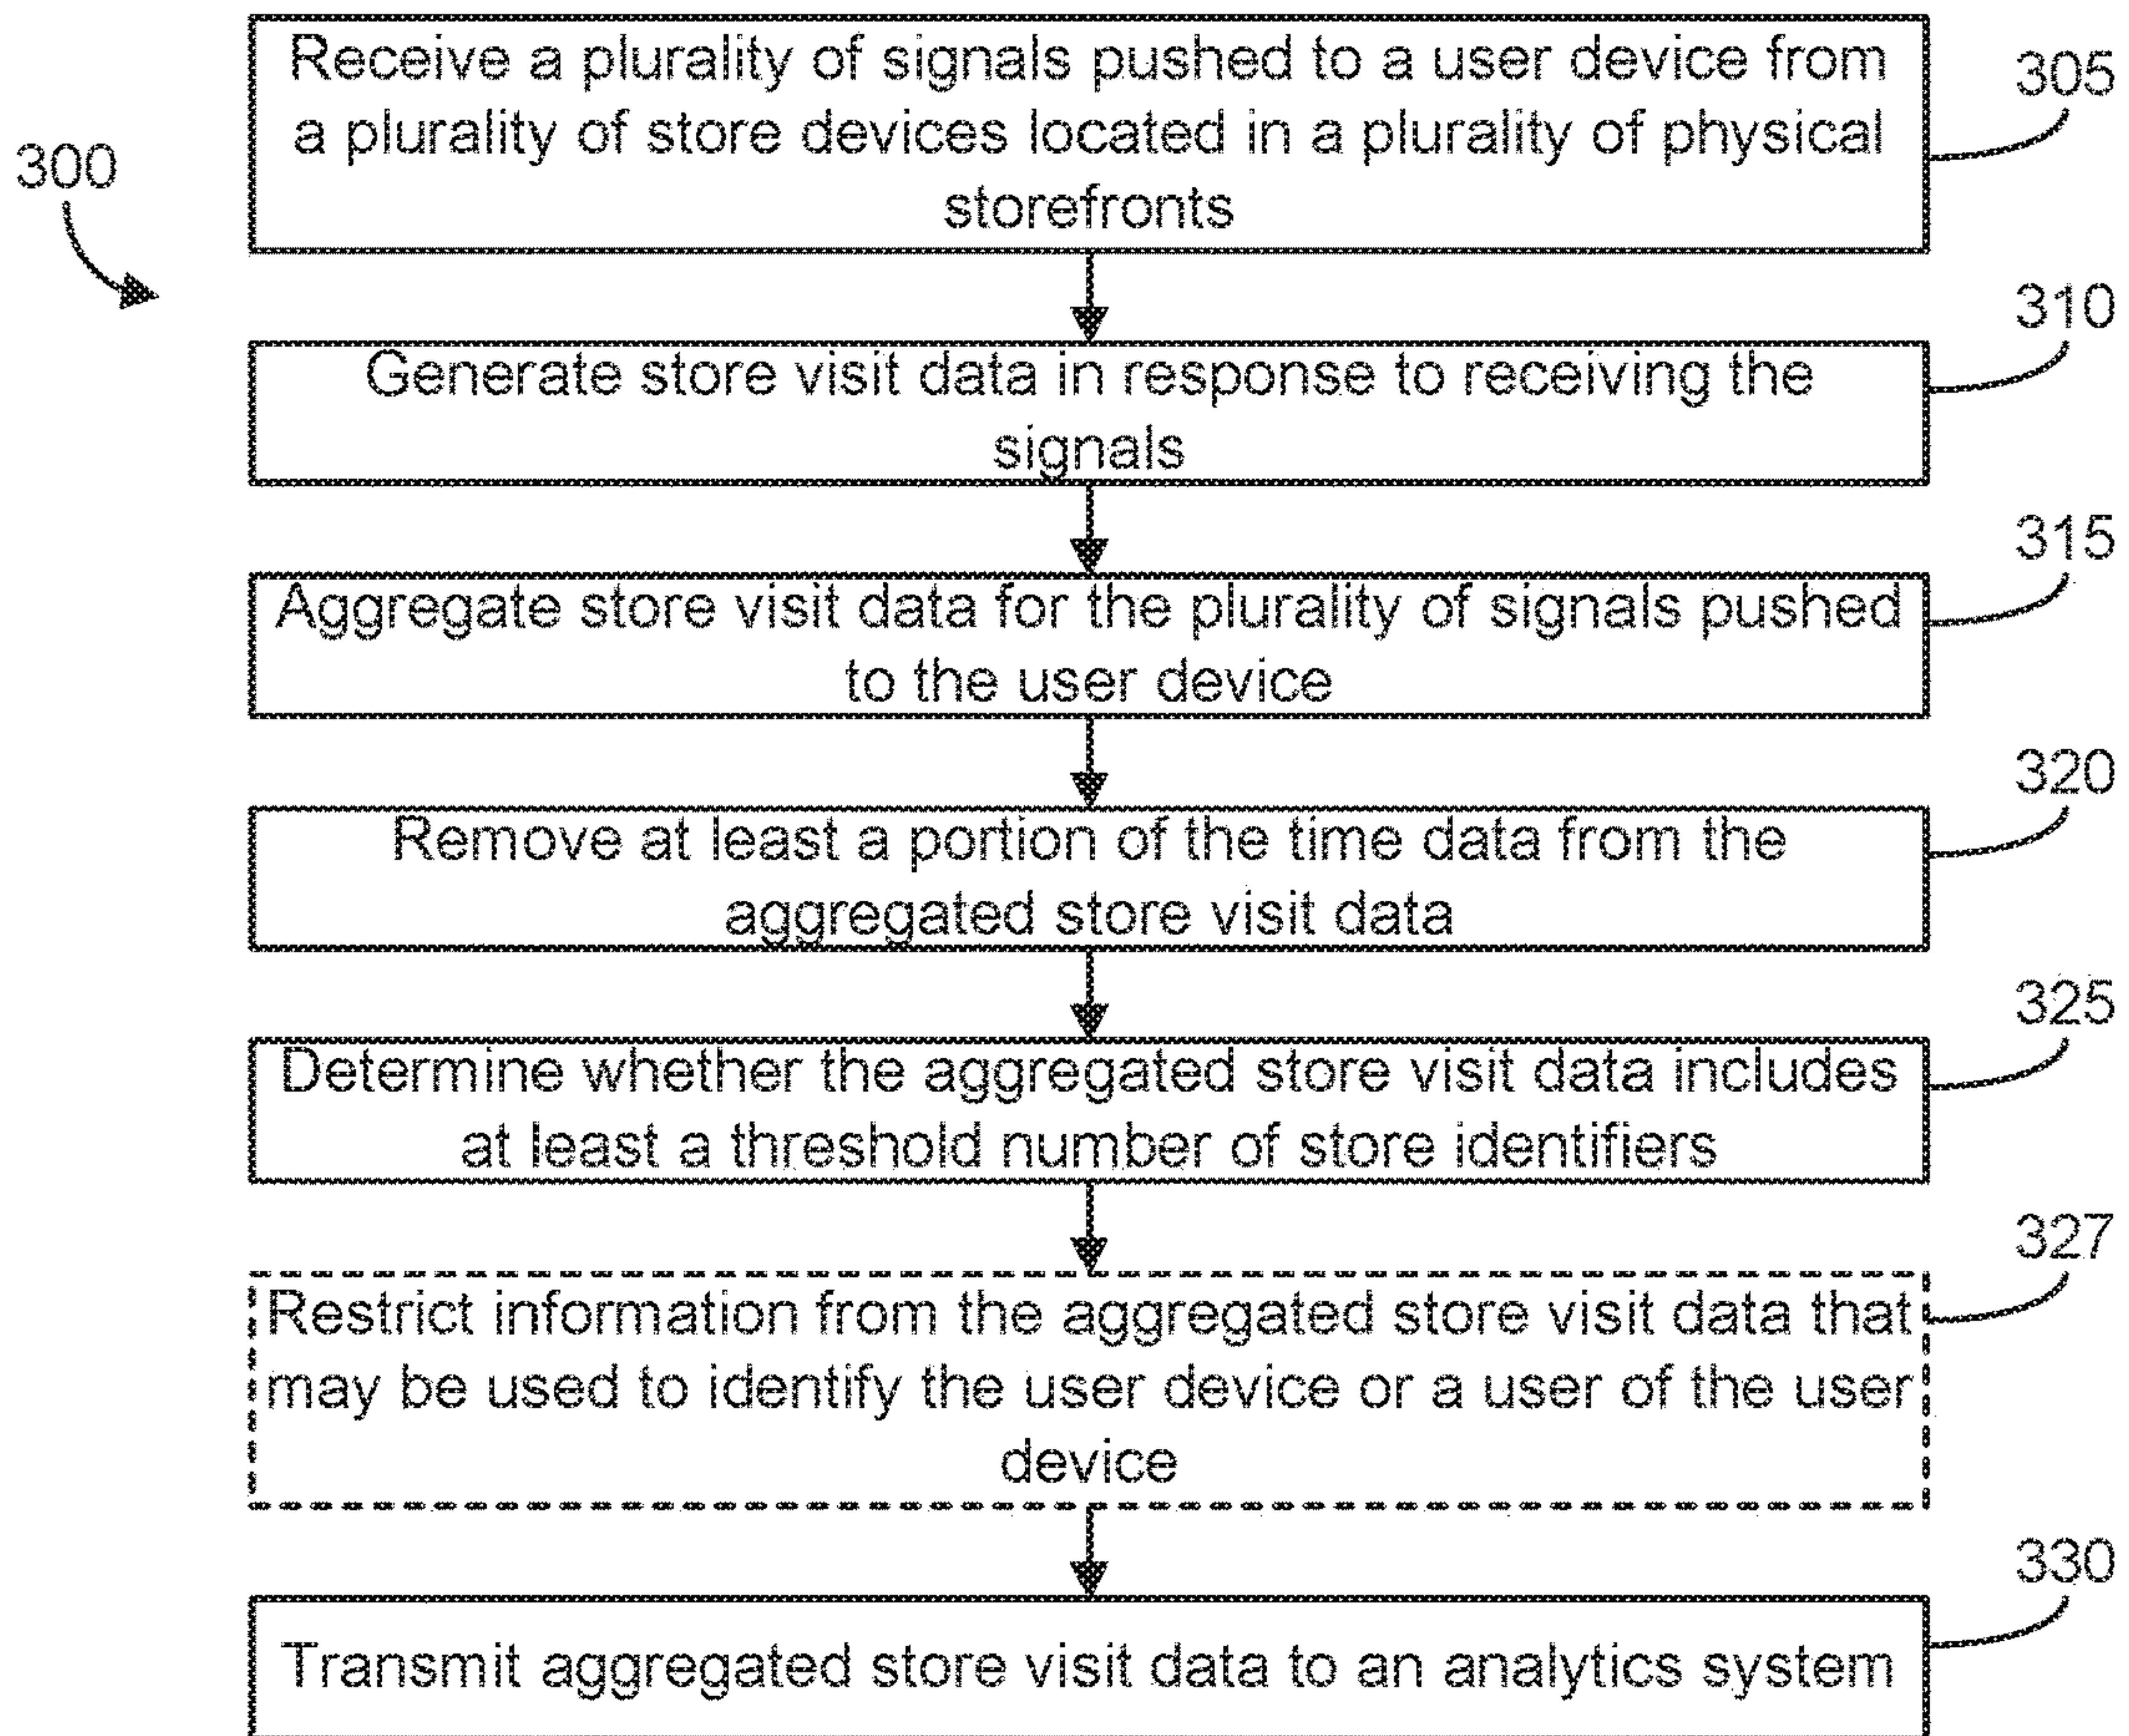 Receive a plurality of signals pushed to a user device from
a plurality of store devices located in a plurality of physical
storefronts
305
300
Generate store visit data in response to receiving the
signals
310
Aggregate store visit data for the plurality of signals pushed
to the user device
315
Remove at least a portion of the time data from the
aggregated store visit data
320
Determine whether the aggregated store visit data includes
at least a threshold number of store identifiers
325
Restrict information from the aggregated store visit data that
may be used to identify the user device or a user of the user
device
327
Transmit aggregated store visit data to an analytics system
330